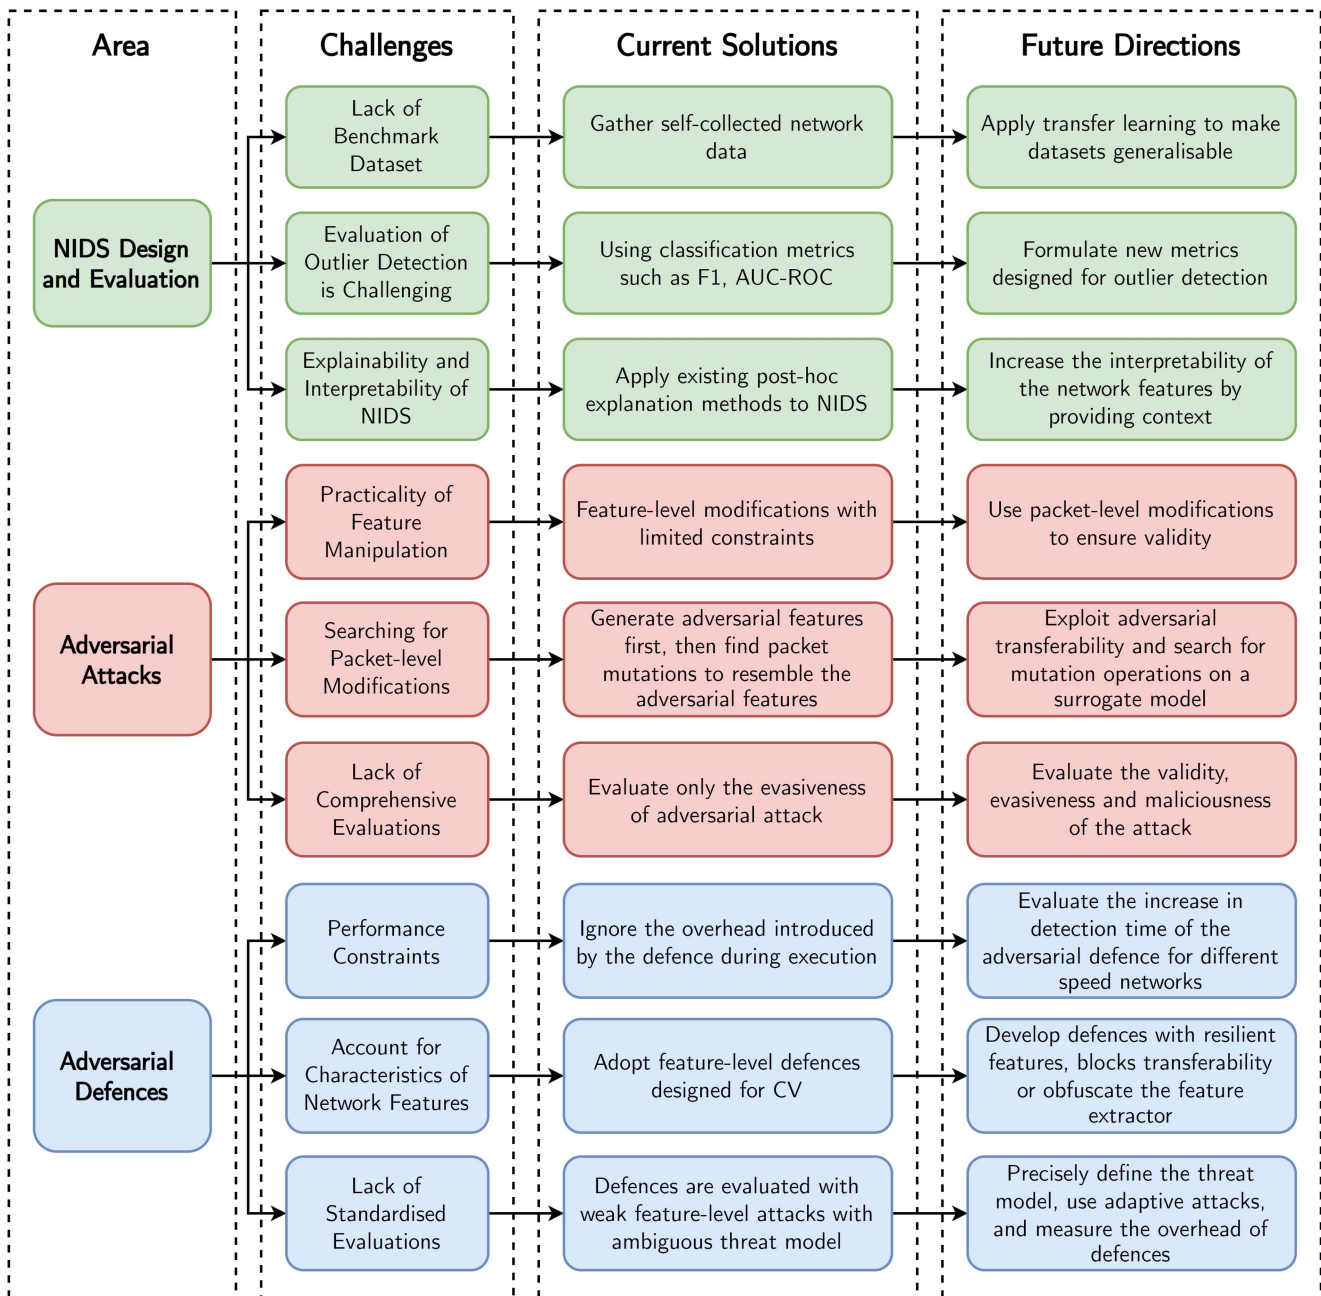 Area
Challenges
Current Solutions
Future Directions
NIDS Design
and Evaluation
Lack of
Benchmark
Dataset
Gather self-collected network
data
Apply transfer learning to make
datasets generalisable
Evaluation of
Outlier Detection
is Challenging
Using classification metrics
such as F1, AUC-ROC
Formulate new metrics
designed for outlier detection
Explainability and
Interpretability of
NIDS
Apply existing post-hoc
explanation methods to NIDS
Increase the interpretability of
the network features by
providing context
Adversarial
Attacks
Practicality of
Feature
Manipulation
Feature-level modifications with
limited constraints
Use packet-level modifications
to ensure validity
Searching for
Packet-level
Modifications
Generate adversarial features
first, then find packet
mutations to resemble the
adversarial features
Exploit adversarial
transferability and search for
mutation operations on a
surrogate model
Lack of
Comprehensive
Evaluations
Evaluate only the evasiveness
of adversarial attack
Evaluate the validity,
evasiveness and maliciousness
of the attack
Adversarial
Defences
Performance
Constraints
Ignore the overhead introduced
by the defence during execution
Evaluate the increase in
detection time of the
adversarial defence for different
speed networks
Account for
Characteristics of
Network Features
Adopt feature-level defences
designed for CV
Develop defences with resilient
features, blocks transferability
or obfuscate the feature
extractor
Lack of
Standardised
Evaluations
Defences are evaluated with
weak feature-level attacks with
ambiguous threat model
Precisely define the threat
model, use adaptive attacks,
and measure the overhead of
defences